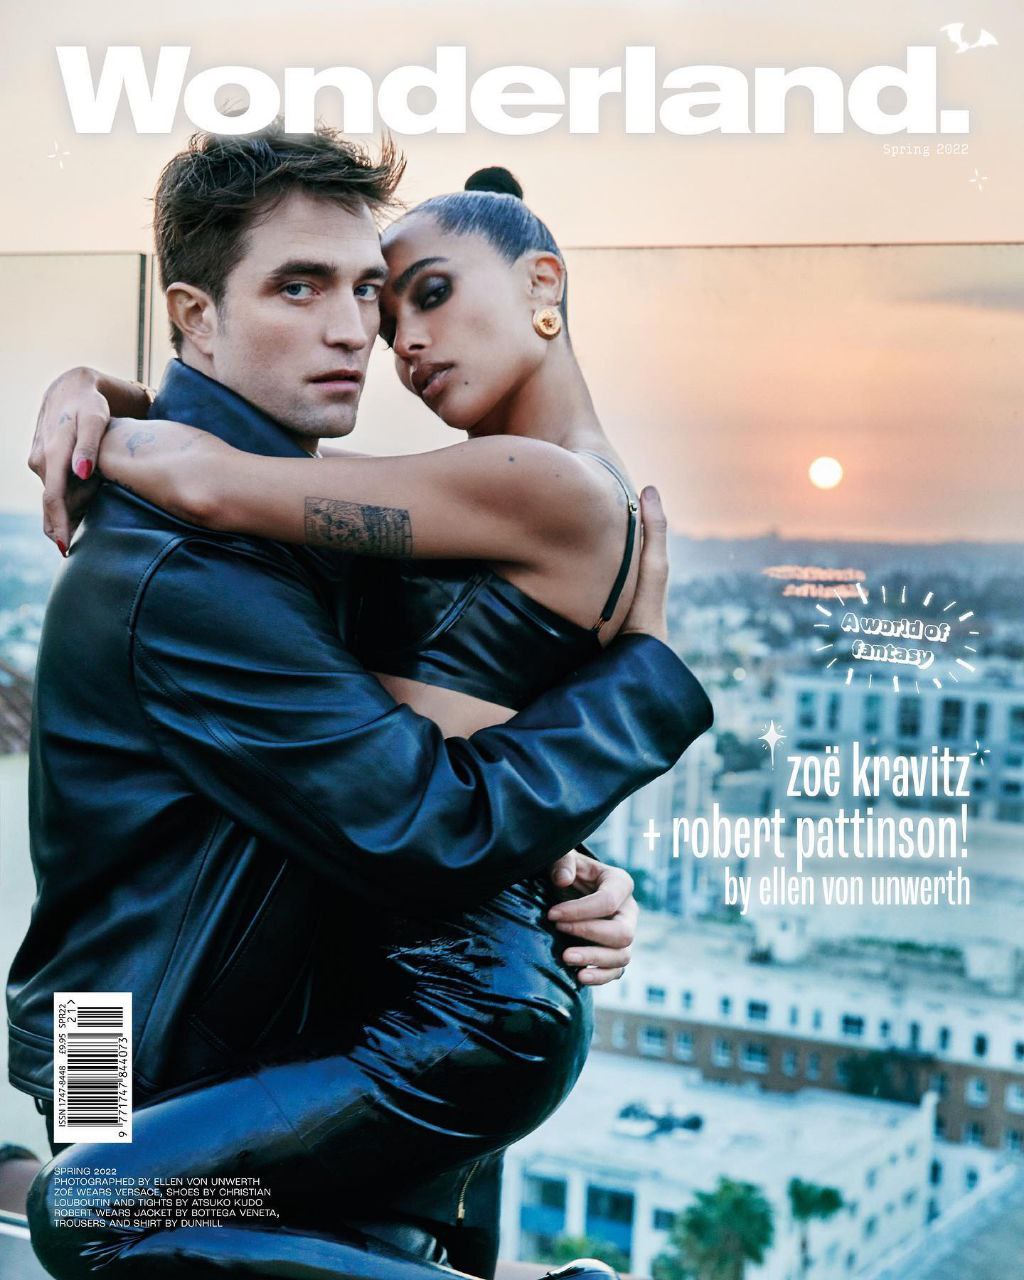 Wonderland.
Spring 2022
A world of
fantasy
zoë kravitz
+ robert pattinson!
by ellen von unwerth
ISSN 1747-8448 £9.95 SPR22
21>
9 771747 844073
SPRING 2022
PHOTOGRAPHED BY ELLEN VON UNWERTH
ZOË WEARS VERSACE, SHOES BY CHRISTIAN
LOUBOUTIN AND TIGHTS BY ATSUKO KUDO
ROBERT WEARS JACKET BY BOTTEGA VENETA,
TROUSERS AND SHIRT BY DUNHILL